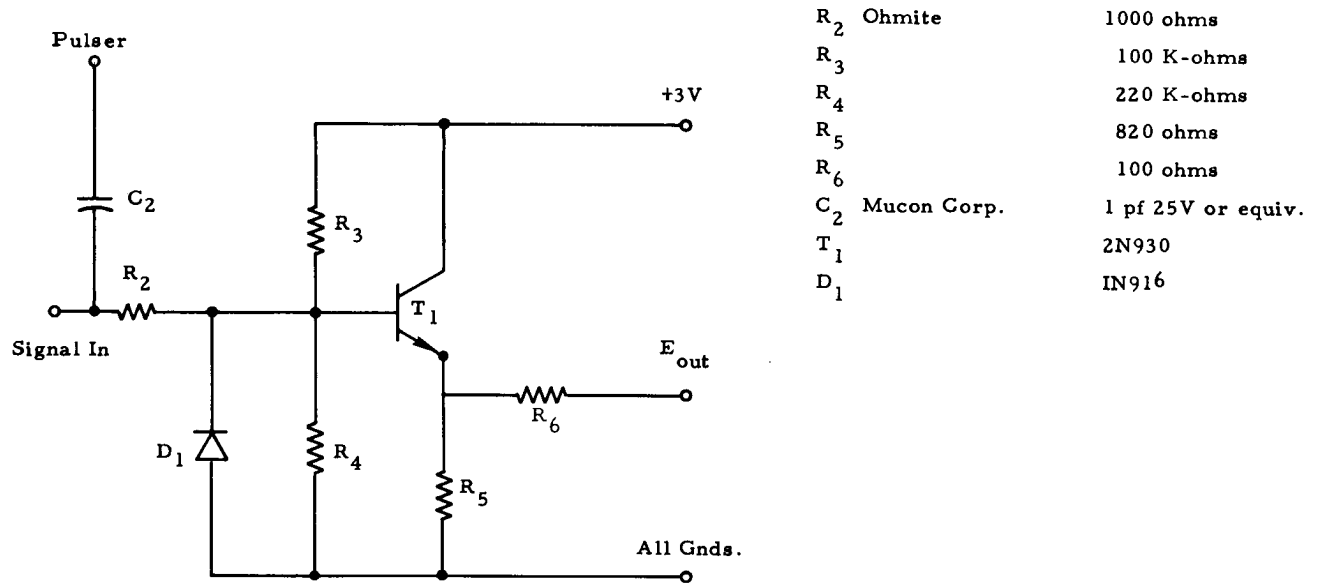 Pulser
+3V
C2
R3
R2
T1
Signal In
Eout
R6
D1
R4
R5
All Gnds.
R2 Ohmite 1000 ohms
R3 100 K-ohms
R4 220 K-ohms
R5 820 ohms
R6 100 ohms
C2 Mucon Corp. 1 pf 25V or equiv.
T1 2N930
D1 IN916